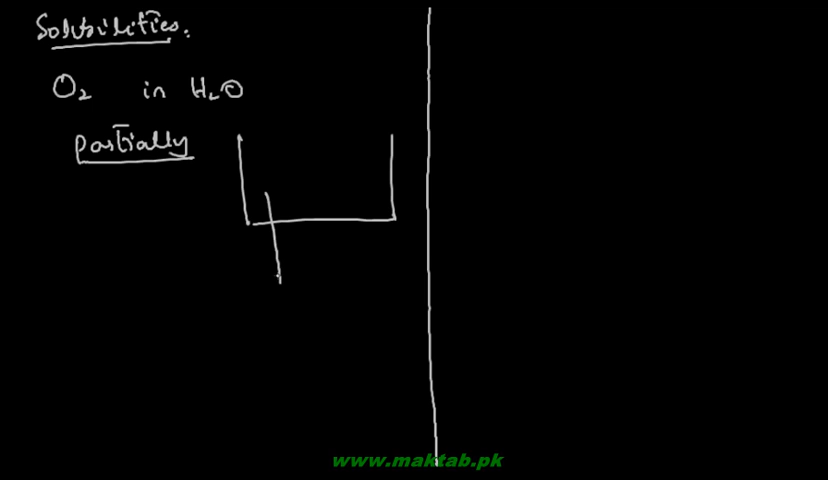 Solubilities.
O₂ in H₂O
partially
www.maktab.pk